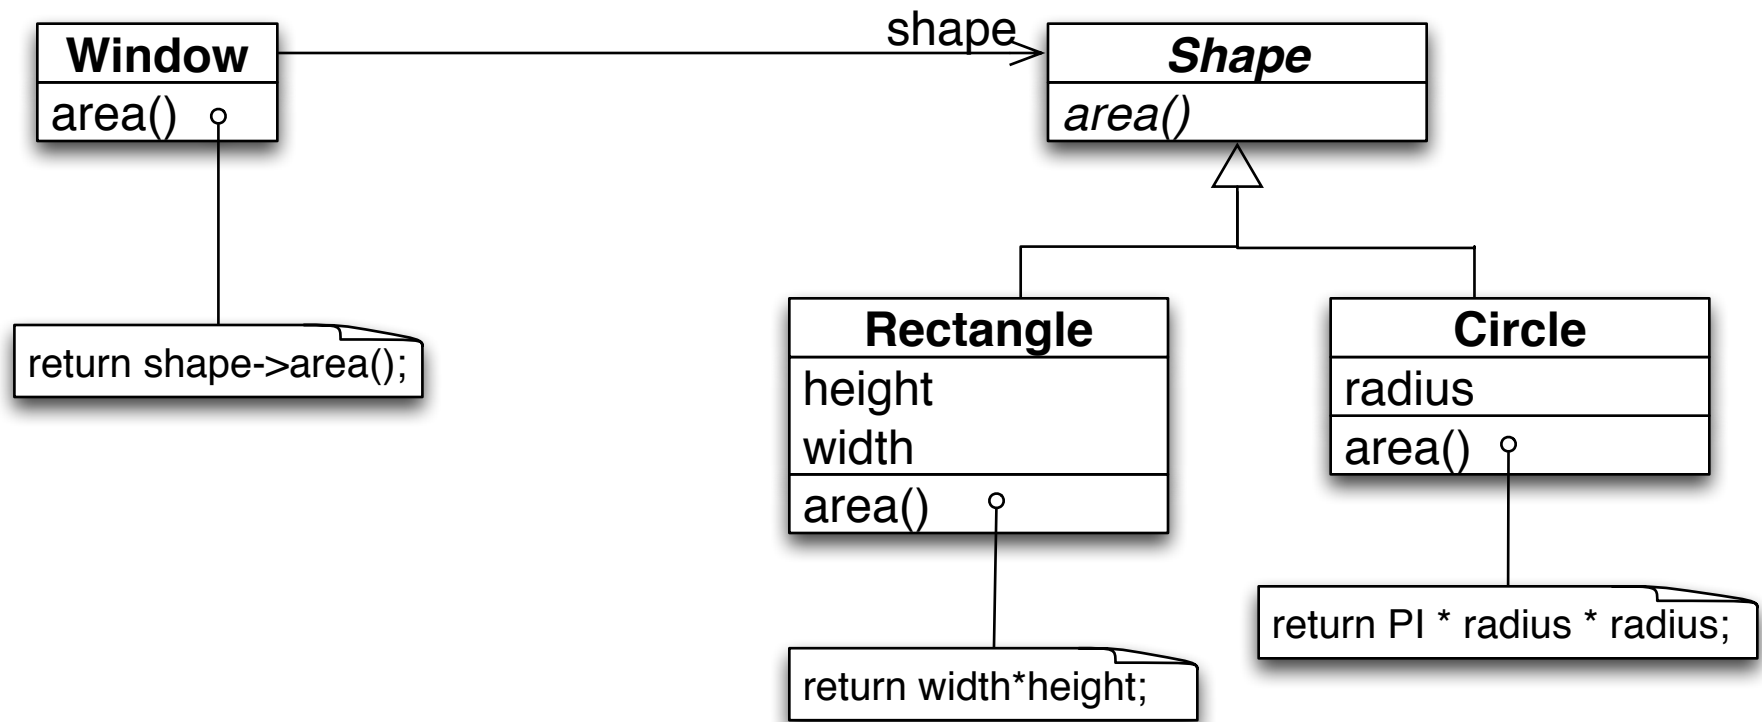 Window
area()
return shape->area();
shape
Shape
area()
Rectangle
height
width
area()
return width*height;
Circle
radius
area()
return PI * radius * radius;